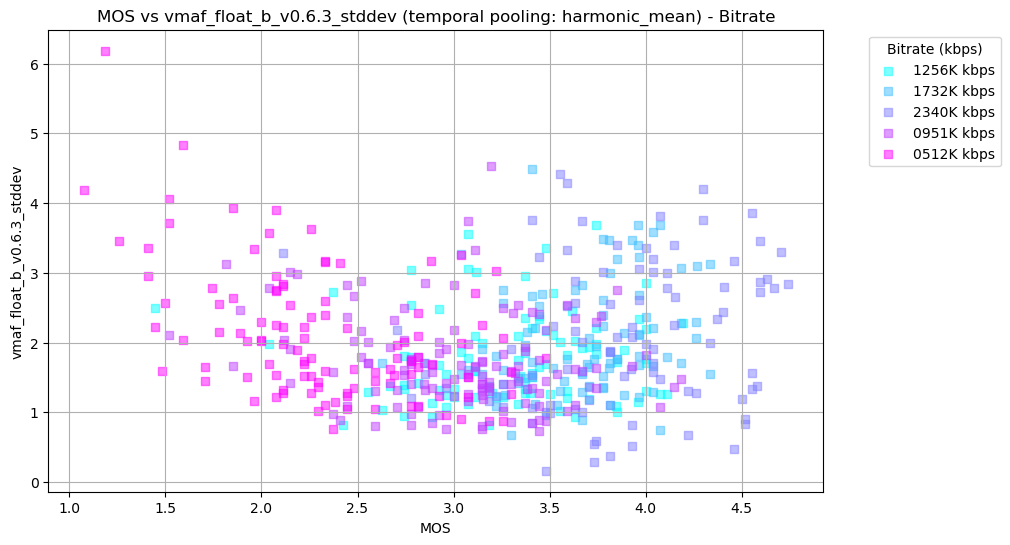 MOS vs vmaf_float_b_v0.6.3_stddev (temporal pooling: harmonic_mean) - Bitrate
Bitrate (kbps)
1256K kbps
1732K kbps
2340K kbps
0951K kbps
0512K kbps
vmaf_float_b_v0.6.3_stddev
6
5
4
3
2
1
0
1.0 1.5 2.0 2.5 3.0 3.5 4.0 4.5
MOS